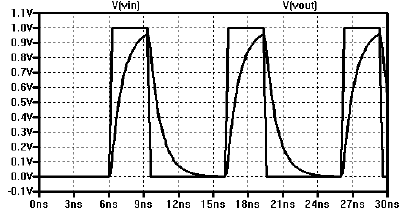 V(vin) V(vout)
1.1V
1.0V
0.9V
0.8V
0.7V
0.6V
0.5V
0.4V
0.3V
0.2V
0.1V
0.0V
-0.1V
0ns 3ns 6ns 9ns 12ns 15ns 18ns 21ns 24ns 27ns 30ns